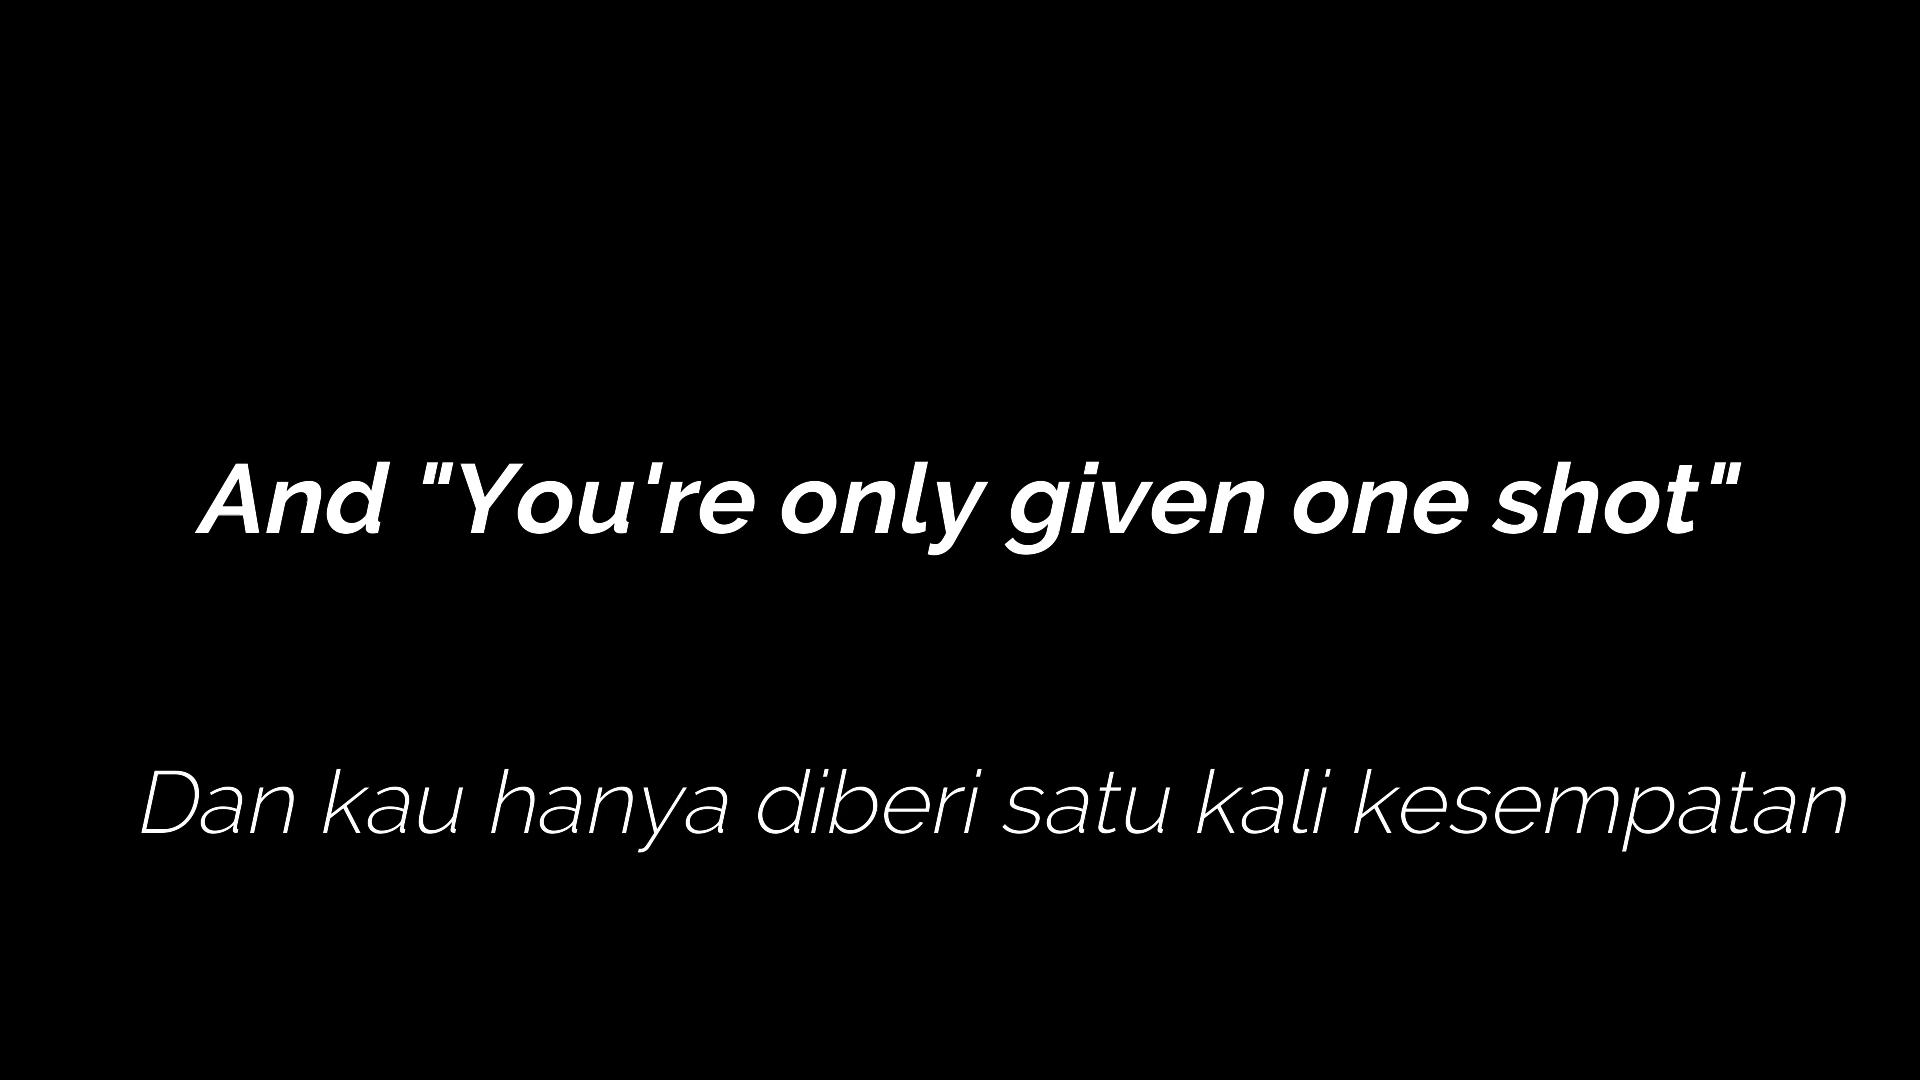 And "You're only given one shot"
Dan kau hanya diberi satu kali kesempatan